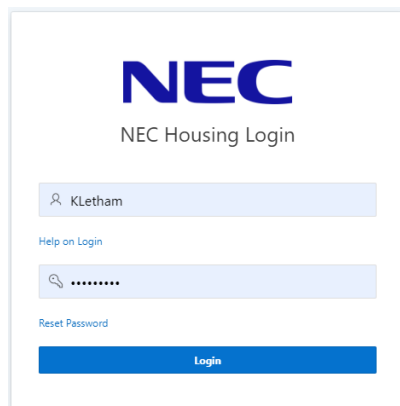 NEC
NEC Housing Login
KLetham
Help on Login
•••••••••
Reset Password
Login